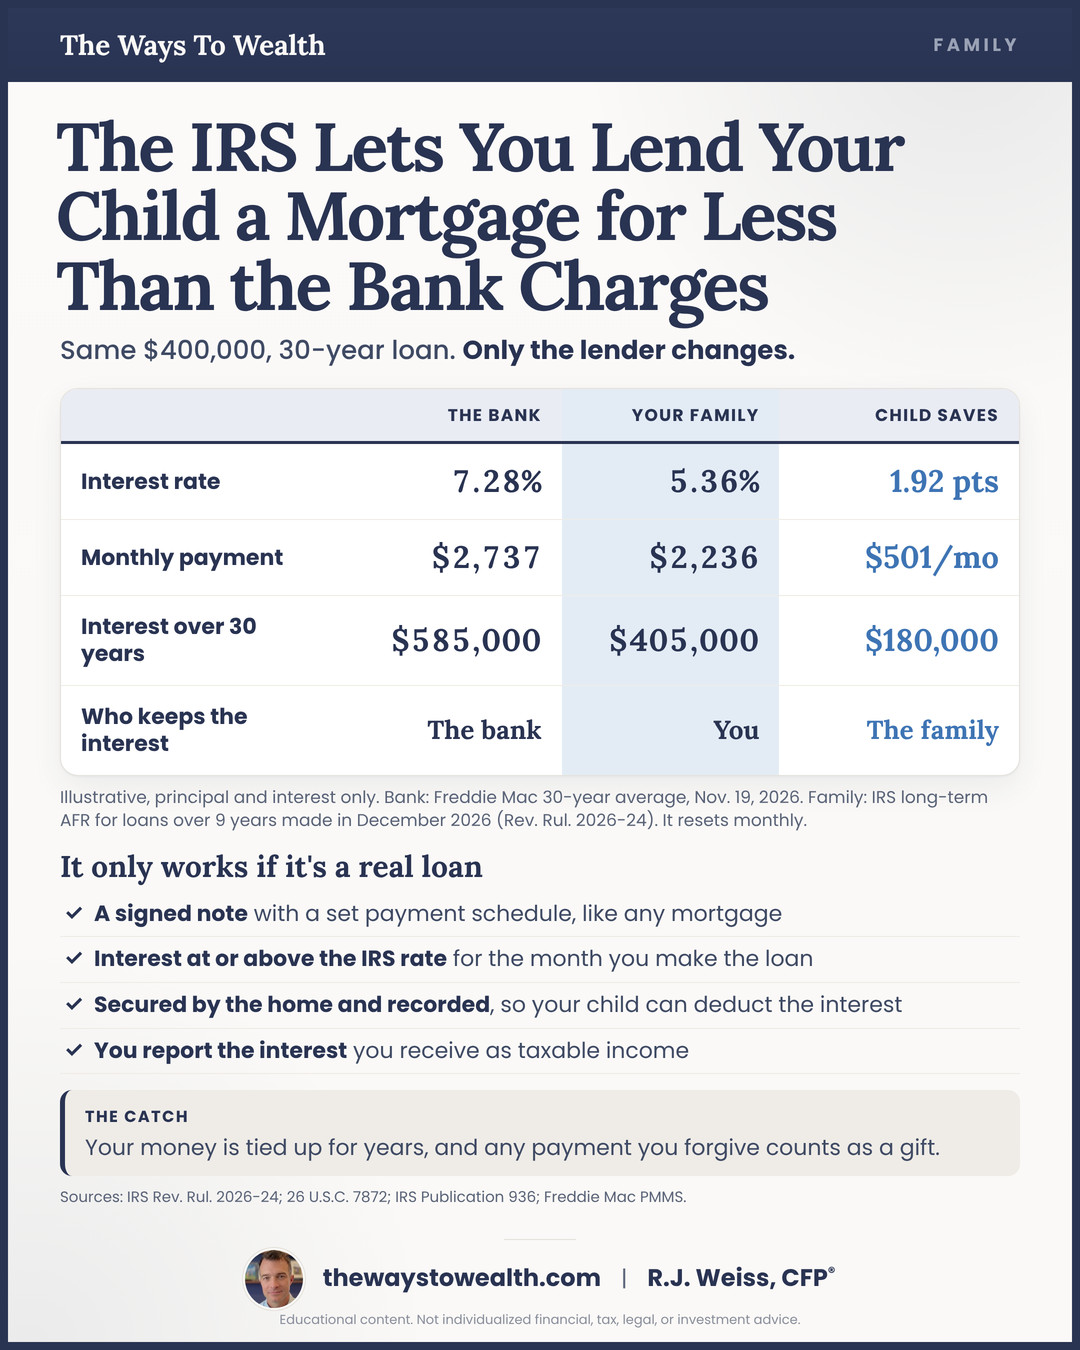 The Ways To Wealth
FAMILY
The IRS Lets You Lend Your
Child a Mortgage for Less
Than the Bank Charges
Same $400,000, 30-year loan. Only the lender changes.
THE BANK YOUR FAMILY CHILD SAVES
Interest rate 7.28% 5.36% 1.92 pts
Monthly payment $2,737 $2,236 $501/mo
Interest over 30
years $585,000 $405,000 $180,000
Who keeps the
interest The bank You The family
Illustrative, principal and interest only. Bank: Freddie Mac 30-year average, Nov. 19, 2026. Family: IRS long-term
AFR for loans over 9 years made in December 2026 (Rev. Rul. 2026-24). It resets monthly.
It only works if it's a real loan
✓ A signed note with a set payment schedule, like any mortgage
✓ Interest at or above the IRS rate for the month you make the loan
✓ Secured by the home and recorded, so your child can deduct the interest
✓ You report the interest you receive as taxable income
THE CATCH
Your money is tied up for years, and any payment you forgive counts as a gift.
Sources: IRS Rev. Rul. 2026-24; 26 U.S.C. 7872; IRS Publication 936; Freddie Mac PMMS.
thewaystowealth.com | R.J. Weiss, CFP®
Educational content. Not individualized financial, tax, legal, or investment advice.